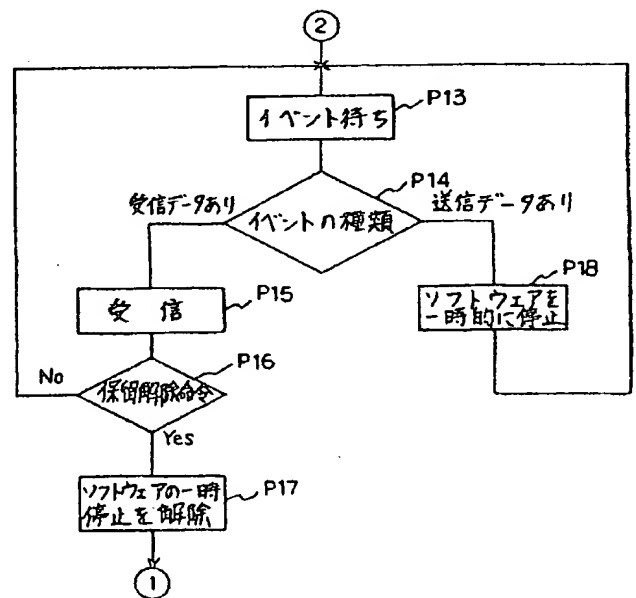 2
イベント待ち
P13
P14
受信データあり
イベントの種類
送信データあり
P15
受信
P18
ソフトウェアを
一時的に停止
P16
No
保留解除命令
Yes
ソフトウェアの一時
停止を解除
P17
1